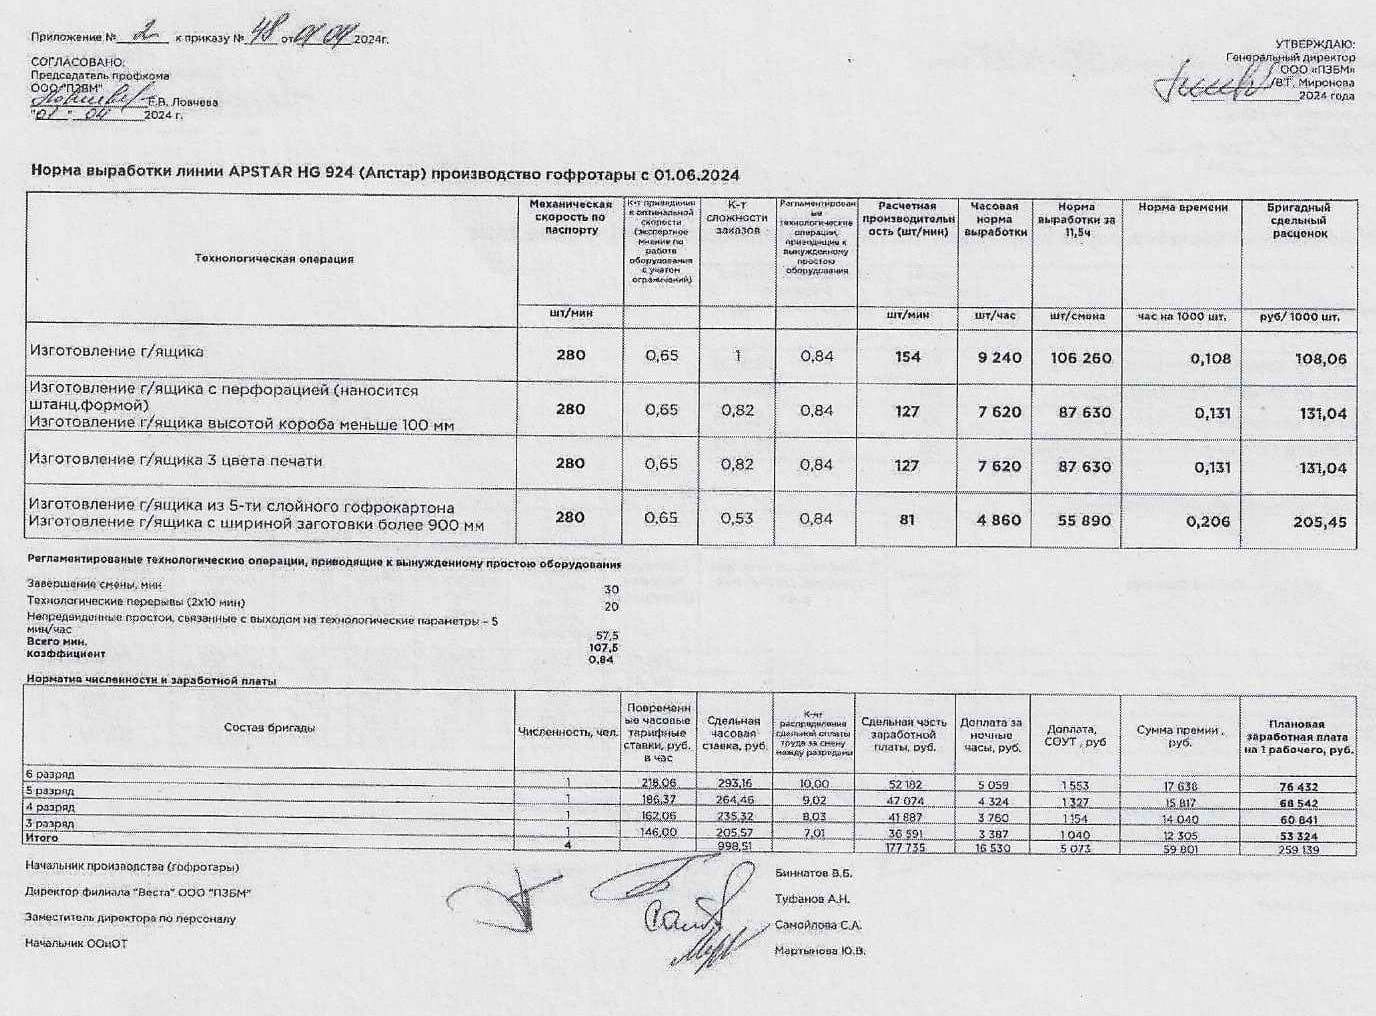 Приложение № 2 к приказу № 48 от 01 04 2024г.
СОГЛАСОВАНО:
Председатель профкома
ООО "ПЗБМ"
Е.В. Ловчева
"01" 04 2024 г.
УТВЕРЖДАЮ:
Генеральный директор
ООО «ПЗБМ»
В.Г. Миронова
2024 года
Норма выработки линии APSTAR HG 924 (Апстар) производство гофротары с 01.06.2024
Технологическая операция | Механическая скорость по паспорту | К-т приведения к оптимальной скорости (экспертное мнение по работе оборудования с учетом ограничений) | К-т сложности заказов | Регламентированые технологические операции, приводящие к вынужденному простою оборудования | Расчетная производительность (шт/мин) | Часовая норма выработки | Норма выработки за 11,5ч | Норма времени | Бригадный сдельный расценок
шт/мин | шт/мин | шт/час | шт/смена | час на 1000 шт. | руб/ 1000 шт.
Изготовление г/ящика 280 0,65 1 0,84 154 9 240 106 260 0,108 108,06
Изготовление г/ящика с перфорацией (наносится
штанц.формой)
Изготовление г/ящика высотой короба меньше 100 мм 280 0,65 0,82 0,84 127 7 620 87 630 0,131 131,04
Изготовление г/ящика 3 цвета печати 280 0,65 0,82 0,84 127 7 620 87 630 0,131 131,04
Изготовление г/ящика из 5-ти слойного гофрокартона
Изготовление г/ящика с шириной заготовки более 900 мм 280 0,65 0,53 0,84 81 4 860 55 890 0,206 205,45
Регламентированые технологические операции, приводящие к вынужденному простою оборудования
Завершение смены, мин 30
Технологические перерывы (2х10 мин) 20
Непредвиденные простои, связанные с выходом на технологические параметры – 5
мин/час 57,5
Всего мин. 107,5
коэффициент 0,84
Норматив численности и заработной платы
Состав бригады | Численность, чел. | Повременные часовые тарифные ставки, руб. в час | Сдельная часовая ставка, руб. | К-нт распределения сдельной оплаты труда за смену между разрядами | Сдельная часть заработной платы, руб. | Доплата за ночные часы, руб. | Доплата, СОУТ , руб | Сумма премии , руб. | Плановая заработная плата на 1 рабочего, руб.
6 разряд 1 218,06 293,16 10,00 52 182 5 059 1 553 17 638 76 432
5 разряд 1 186,37 264,46 9,02 47 074 4 324 1 327 15 817 68 542
4 разряд 1 162,06 235,32 8,03 41 887 3 760 1 154 14 040 60 841
3 разряд 1 146,00 205,57 7,01 36 591 3 387 1 040 12 305 53 324
Итого 4 998,51 177 735 16 530 5 073 59 801 259 139
Начальник производства (гофротары) Биннатов В.Б.
Директор филиала "Веста" ООО "ПЗБМ" Туфанов А.Н.
Заместитель директора по персоналу Самойлова С.А.
Начальник ООиОТ Мартынова Ю.В.